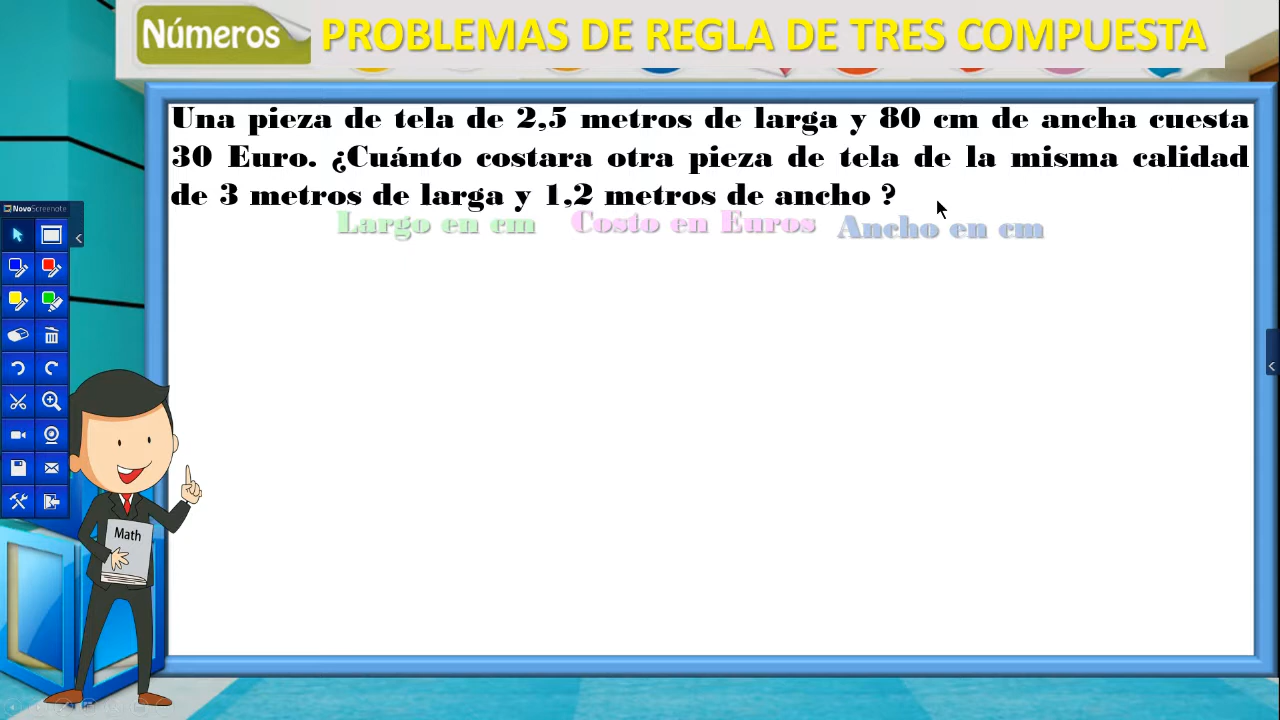 Números
PROBLEMAS DE REGLA DE TRES COMPUESTA
Una pieza de tela de 2,5 metros de larga y 80 cm de ancha cuesta
30 Euro. ¿Cuánto costara otra pieza de tela de la misma calidad
de 3 metros de larga y 1,2 metros de ancho ?
Largo en cm Costo en Euros Ancho en cm
NovoScreenote
Math